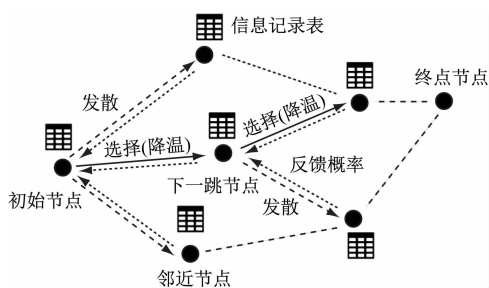 信息记录表
终点节点
发散
选择(降温)
选择(降温)
反馈概率
初始节点
下一跳节点
发散
邻近节点